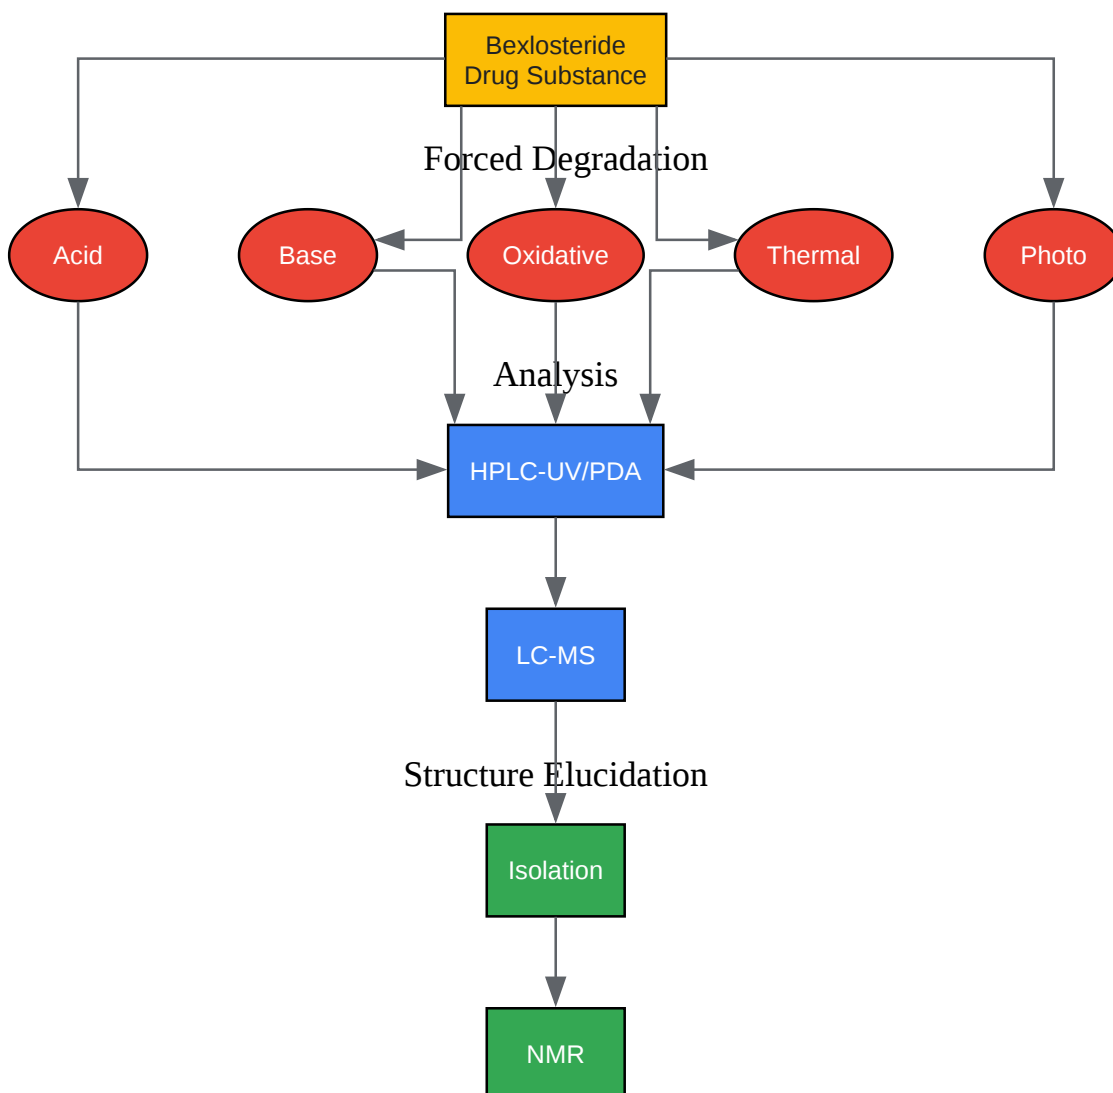 Bexlosteride
Drug Substance
Forced Degradation
Acid
Base
Oxidative
Thermal
Photo
Analysis
HPLC-UV/PDA
LC-MS
Structure Elucidation
Isolation
NMR